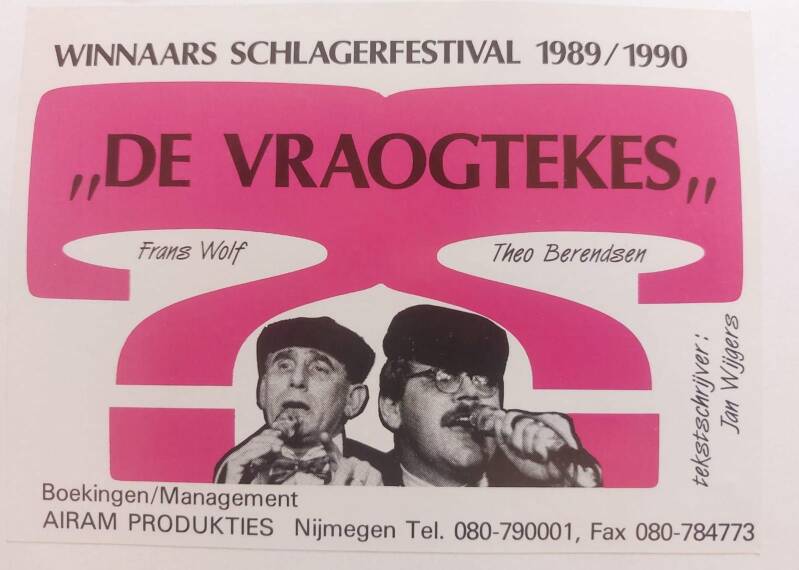 WINNAARS SCHLAGERFESTIVAL 1989/1990
„DE VRAOGTEKES„
Frans Wolf
Theo Berendsen
tekstschrijver:
Jan Wijgers
Boekingen/Management
AIRAM PRODUKTIES Nijmegen Tel. 080-790001, Fax 080-784773